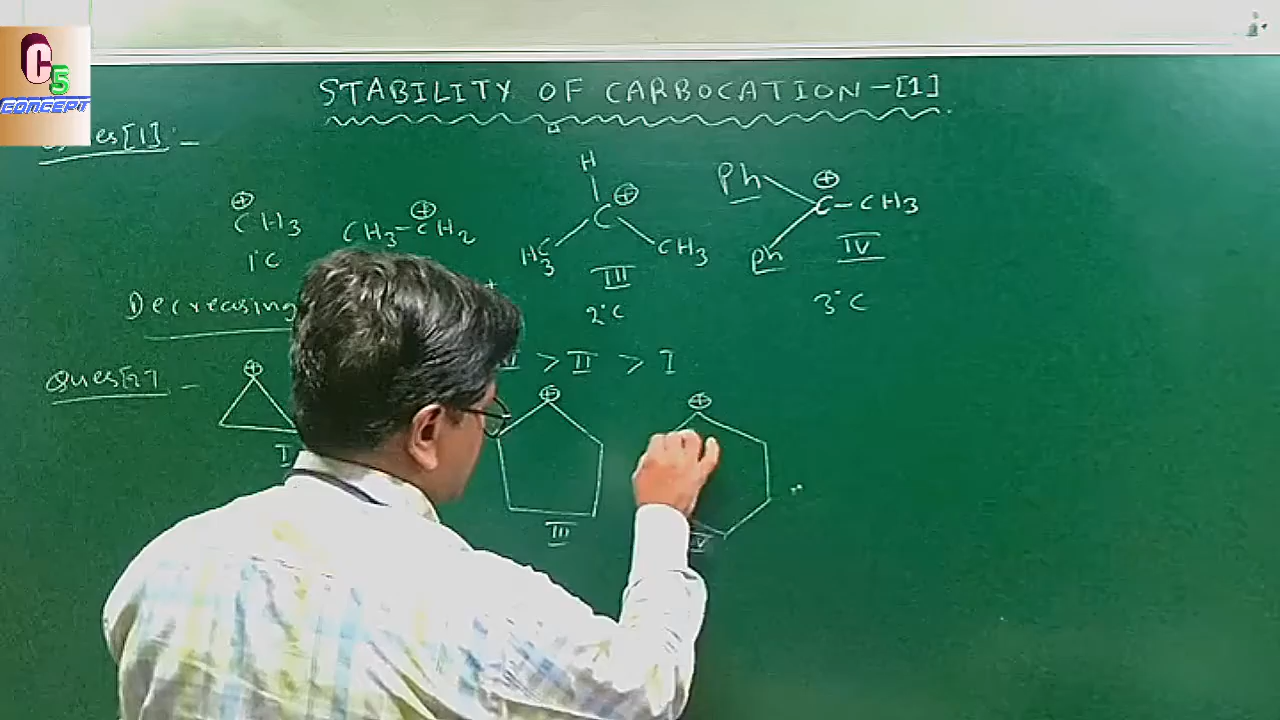 C5
CONCEPT
STABILITY OF CARBOCATION -[1]
Ques[1]: -
⊕CH3 CH3-⊕CH2 H C⊕ H3C CH3 Ph Ph C⊕-CH3
1°C III IV
2°C 3°C
Decreasing
> II > I
Ques[2] -
⊕ ⊕ ⊕
I III IV